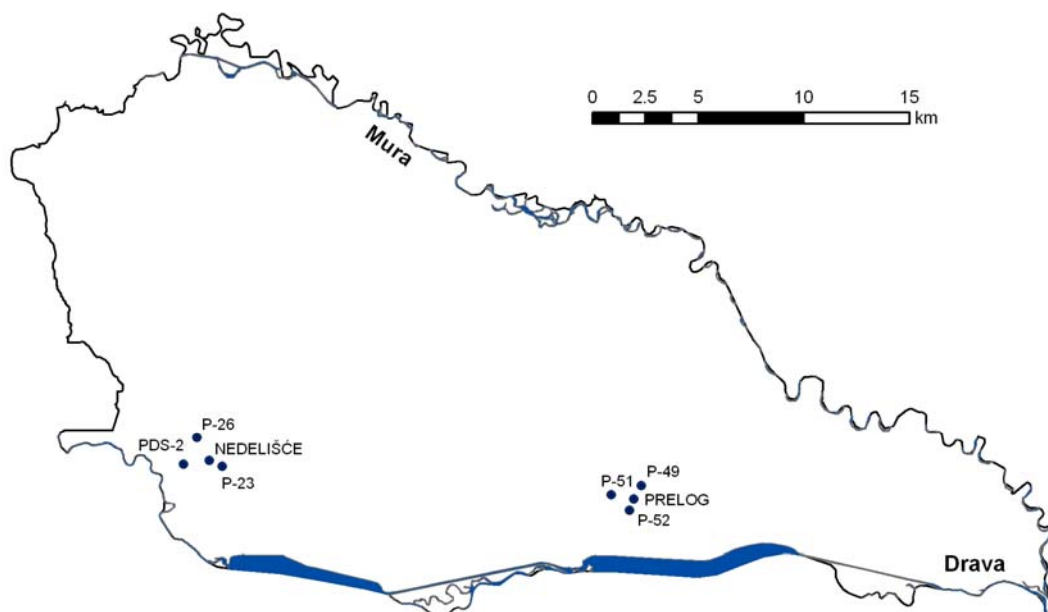 0 2.5 5 10 15
km
Mura
P-26
PDS-2 NEDELIŠĆE
P-23
P-49
P-51
PRELOG
P-52
Drava